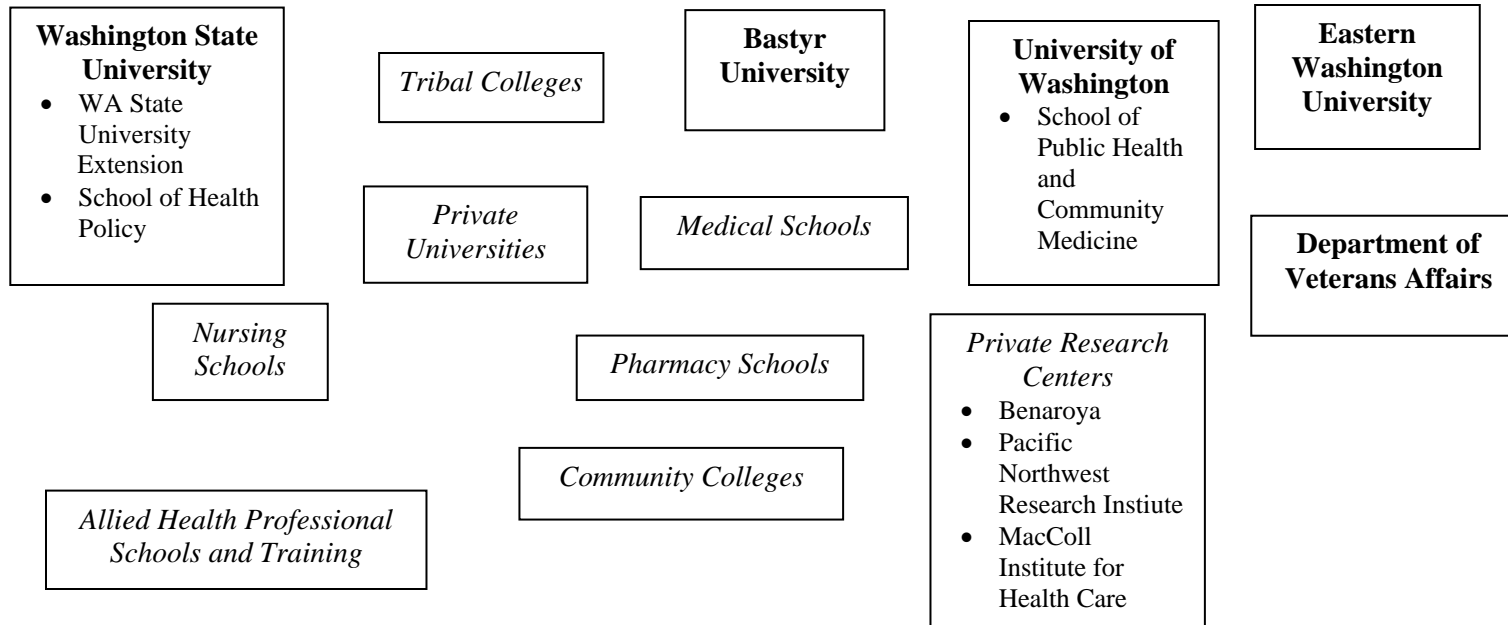 Washington State
University
• WA State
University
Extension
• School of Health
Policy
Tribal Colleges
Bastyr
University
University of
Washington
• School of
Public Health
and
Community
Medicine
Eastern
Washington
University
Private
Universities
Medical Schools
Department of
Veterans Affairs
Nursing
Schools
Pharmacy Schools
Private Research
Centers
• Benaroya
• Pacific
Northwest
Research Instiute
• MacColl
Institute for
Health Care
Community Colleges
Allied Health Professional
Schools and Training